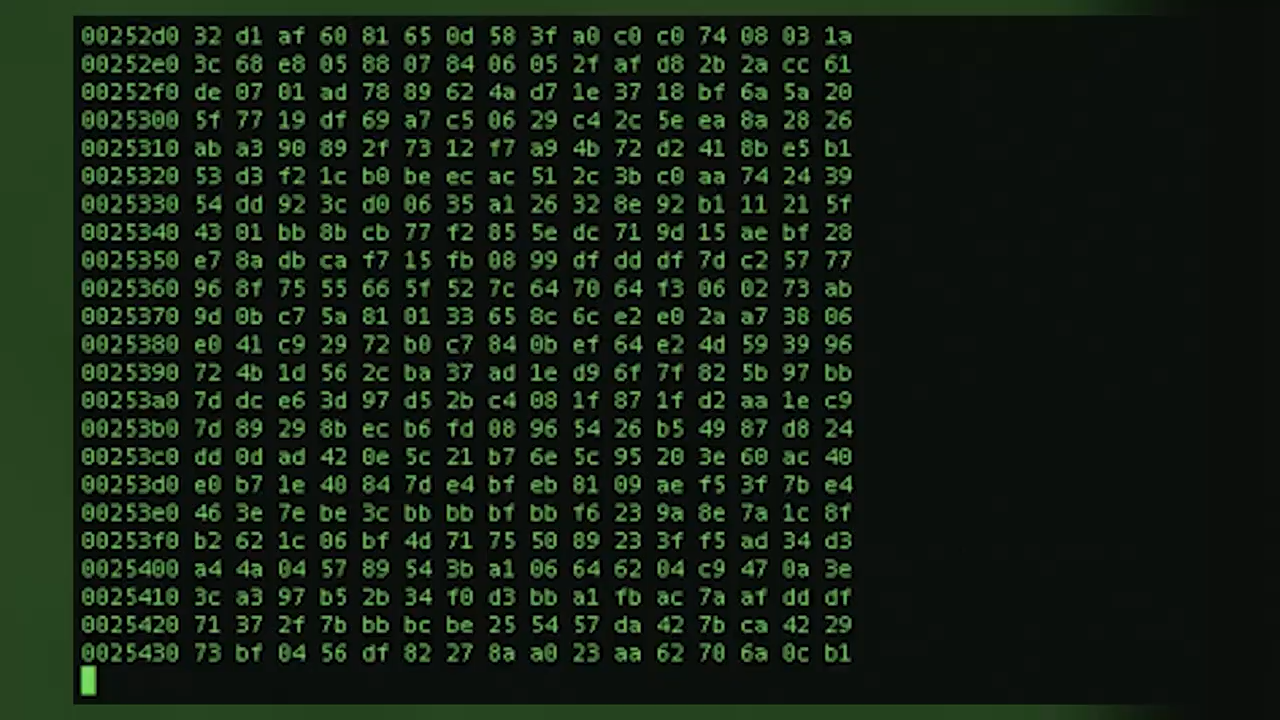 00252d0 32 d1 af 60 81 65 0d 58 3f a0 c0 c0 74 08 03 1a
00252e0 3c 68 e8 05 88 07 84 06 05 2f af d8 2b 2a cc 61
00252f0 de 07 01 ad 78 89 62 4a d7 1e 37 18 bf 6a 5a 20
0025300 5f 77 19 df 69 a7 c5 06 29 c4 2c 5e ea 8a 28 26
0025310 ab a3 90 89 2f 73 12 f7 a9 4b 72 d2 41 8b e5 b1
0025320 53 d3 f2 1c b0 be ec ac 51 2c 3b c0 aa 74 24 39
0025330 54 dd 92 3c d0 06 35 a1 26 32 8e 92 b1 11 21 5f
0025340 43 01 bb 8b cb 77 f2 85 5e dc 71 9d 15 ae bf 28
0025350 e7 8a db ca f7 15 fb 08 99 df dd df 7d c2 57 77
0025360 96 8f 75 55 66 5f 52 7c 64 70 64 f3 06 02 73 ab
0025370 9d 0b c7 5a 81 01 33 65 8c 6c e2 e0 2a a7 38 06
0025380 e0 41 c9 29 72 b0 c7 84 0b ef 64 e2 4d 59 39 96
0025390 72 4b 1d 56 2c ba 37 ad 1e d9 6f 7f 82 5b 97 bb
00253a0 7d dc e6 3d 97 d5 2b c4 08 1f 87 1f d2 aa 1e c9
00253b0 7d 89 29 8b ec b6 fd 08 96 54 26 b5 49 87 d8 24
00253c0 dd 0d ad 42 0e 5c 21 b7 6e 5c 95 20 3e 60 ac 40
00253d0 e0 b7 1e 40 84 7d e4 bf eb 81 09 ae f5 3f 7b e4
00253e0 46 3e 7e be 3c bb bb bf bb f6 23 9a 8e 7a 1c 8f
00253f0 b2 62 1c 06 bf 4d 71 75 50 89 23 3f f5 ad 34 d3
0025400 a4 4a 04 57 89 54 3b a1 06 64 62 04 c9 47 0a 3e
0025410 3c a3 97 b5 2b 34 f0 d3 bb a1 fb ac 7a af dd df
0025420 71 37 2f 7b bb bc be 25 54 57 da 42 7b ca 42 29
0025430 73 bf 04 56 df 82 27 8a a0 23 aa 62 70 6a 0c b1